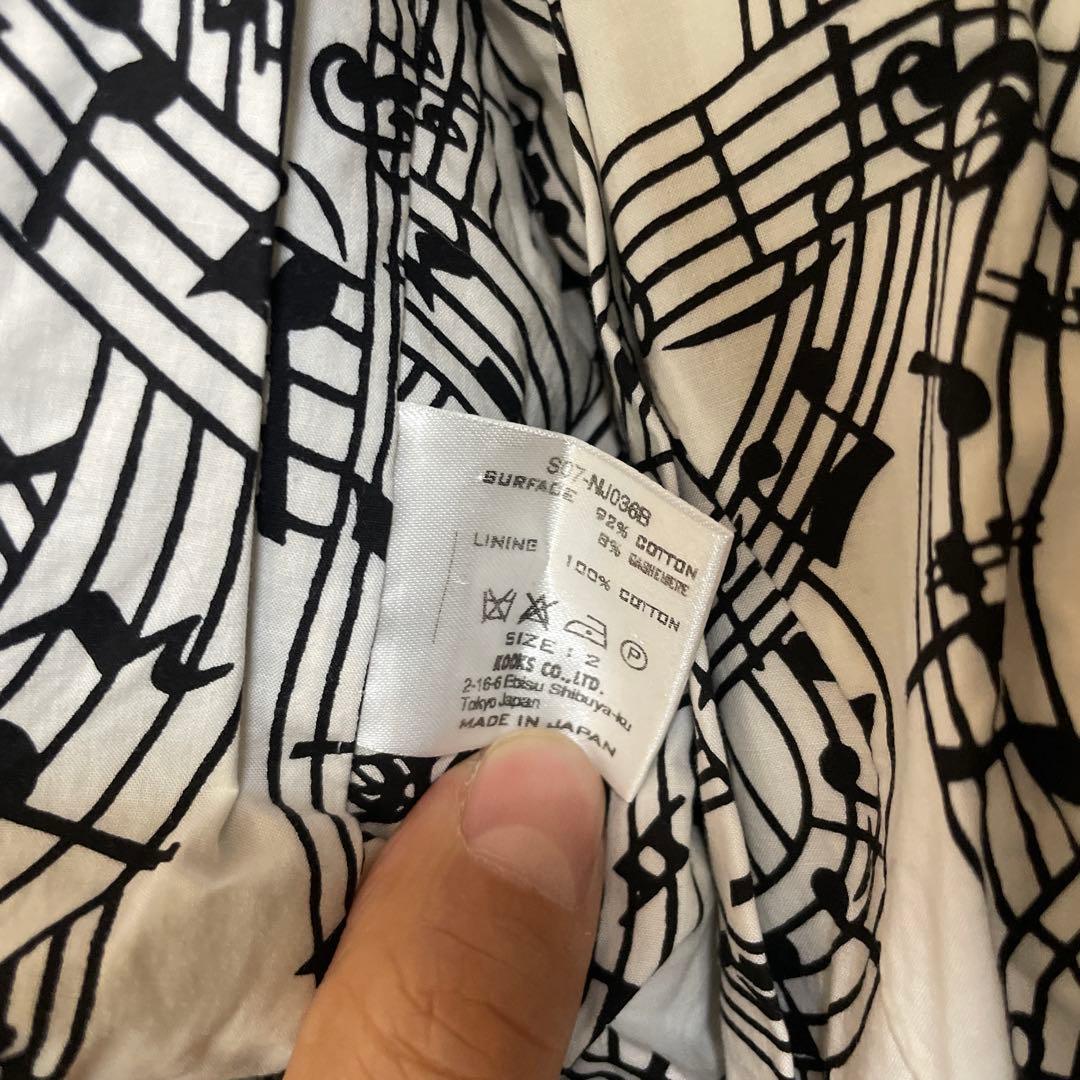 S07-NJ036B
SURFACE 92% COTTON
8% CASHEMERE
LINING 100% COTTON
P
SIZE : 2
KOOKS CO.,LTD.
2-16-6 Ebisu Shibuya-ku
Tokyo Japan
MADE IN JAPAN